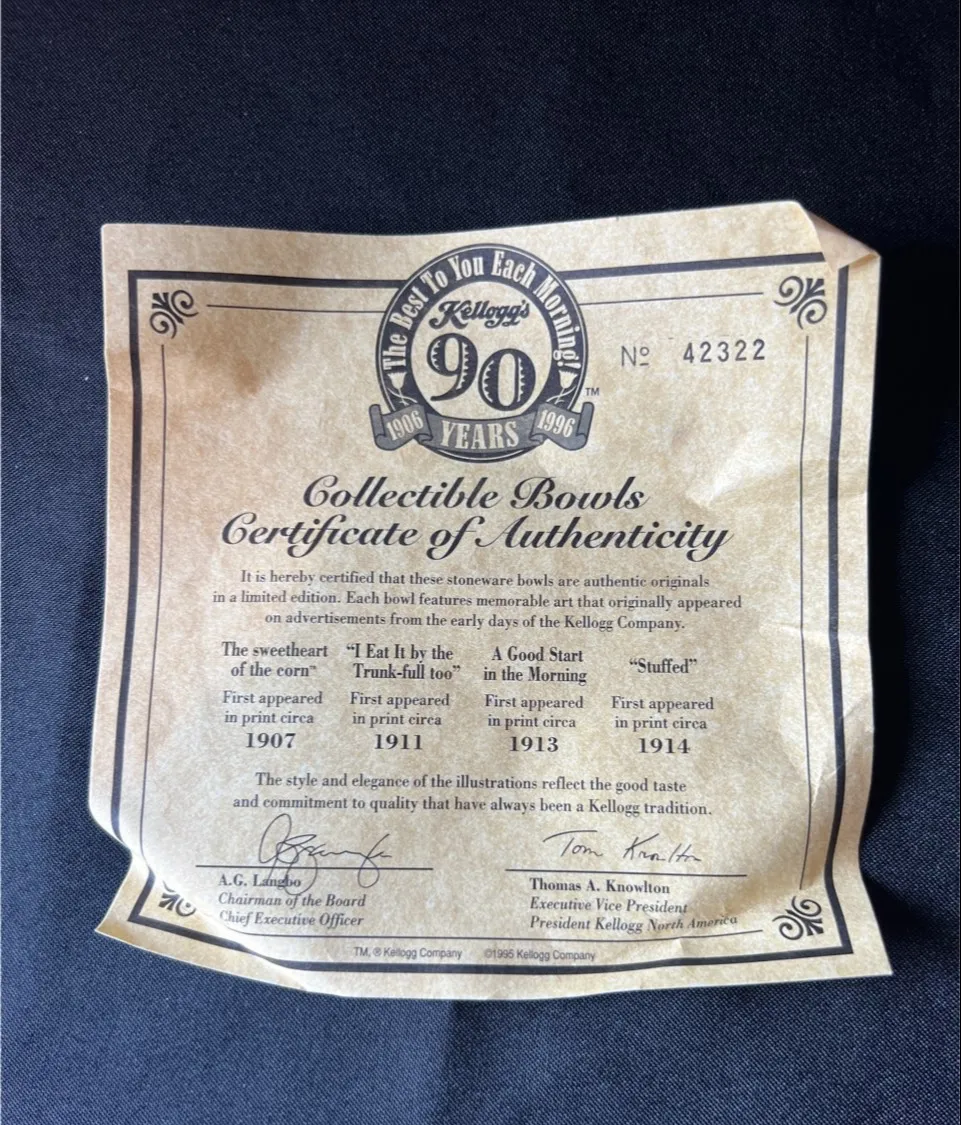 The Best To You Each Morning!
Kellogg's
90
1906 YEARS 1996
TM
Nº 42322
Collectible Bowls
Certificate of Authenticity
It is hereby certified that these stoneware bowls are authentic originals
in a limited edition. Each bowl features memorable art that originally appeared
on advertisements from the early days of the Kellogg Company.
The sweetheart
of the corn™
First appeared
in print circa
1907
"I Eat It by the
Trunk-full too"
First appeared
in print circa
1911
A Good Start
in the Morning
First appeared
in print circa
1913
"Stuffed"
First appeared
in print circa
1914
The style and elegance of the illustrations reflect the good taste
and commitment to quality that have always been a Kellogg tradition.
A.G. Langbo
Chairman of the Board
Chief Executive Officer
Tom Knowlton
Thomas A. Knowlton
Executive Vice President
President Kellogg North America
TM, ® Kellogg Company ©1995 Kellogg Company